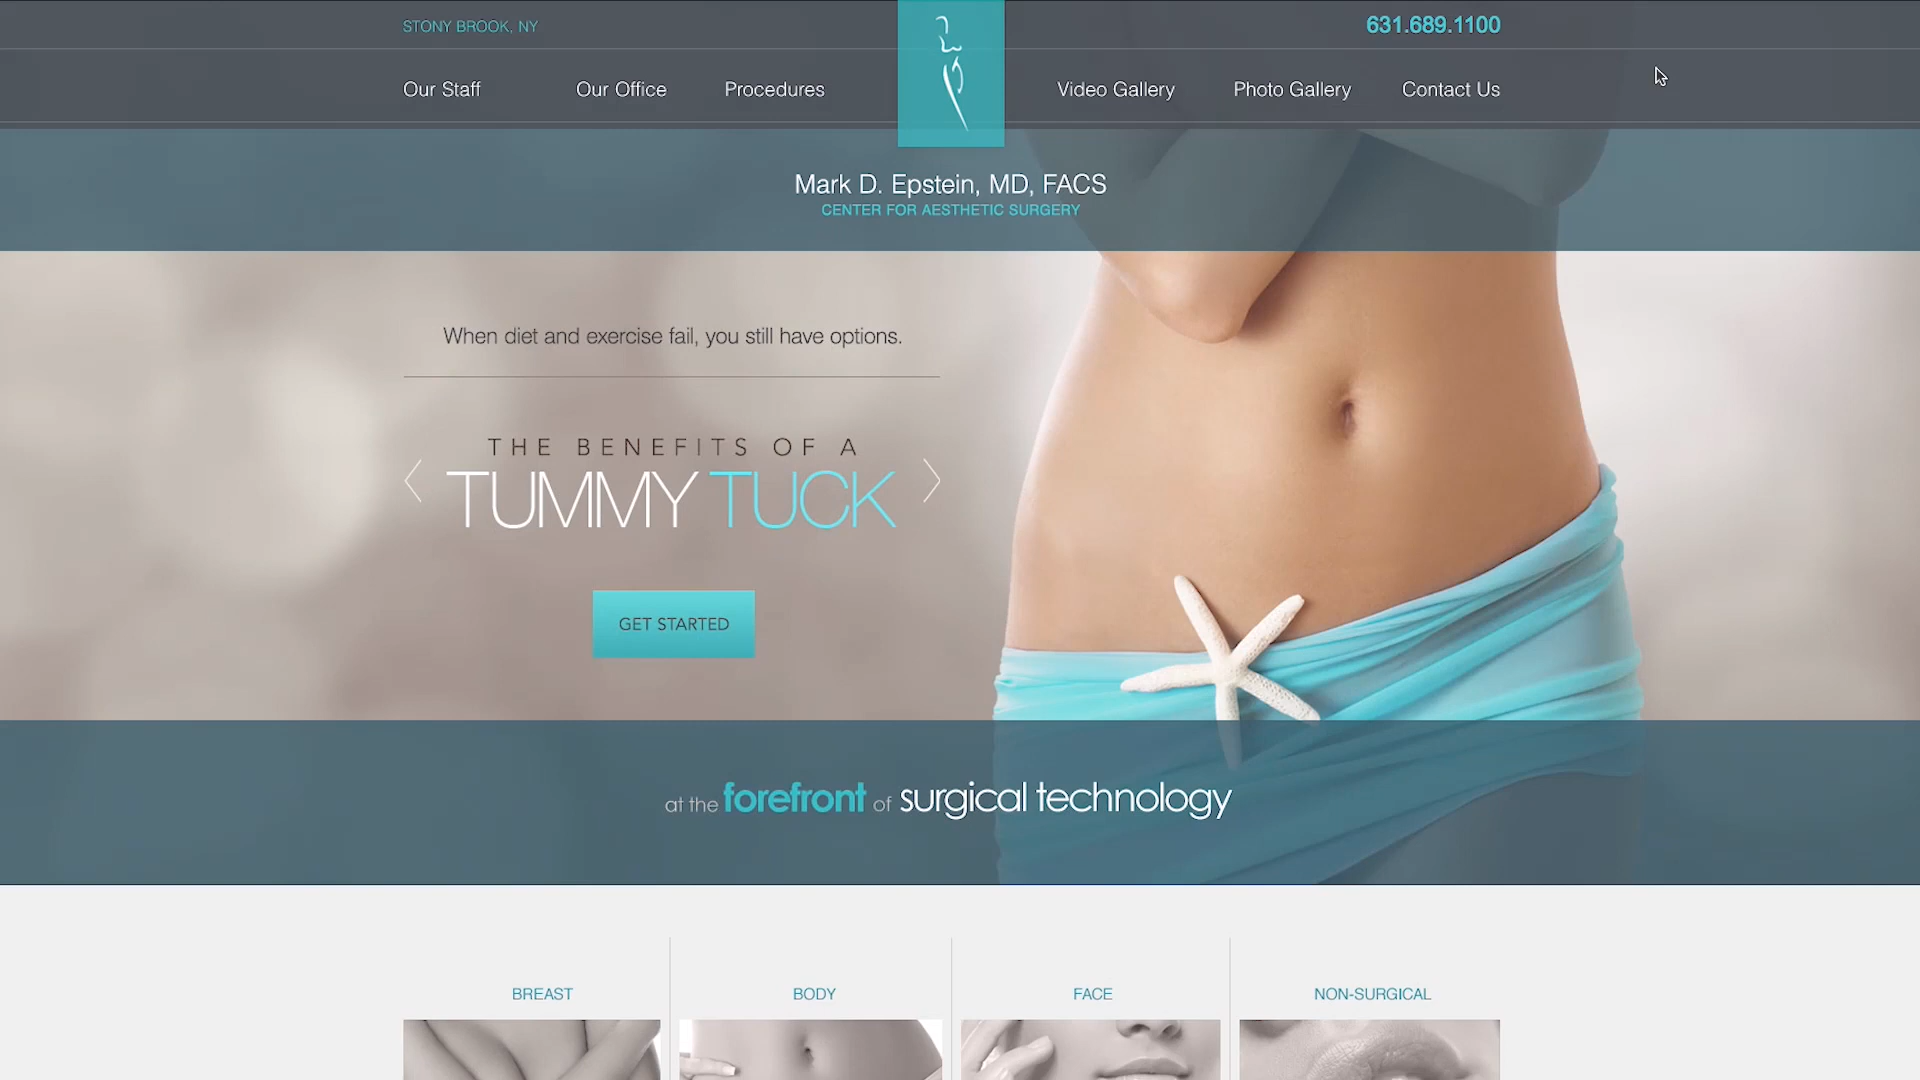 STONY BROOK, NY
631.689.1100
Our Staff
Our Office
Procedures
Video Gallery
Photo Gallery
Contact Us
Mark D. Epstein, MD, FACS
CENTER FOR AESTHETIC SURGERY
When diet and exercise fail, you still have options.
THE BENEFITS OF A
TUMMY TUCK
GET STARTED
at the forefront of surgical technology
BREAST
BODY
FACE
NON-SURGICAL